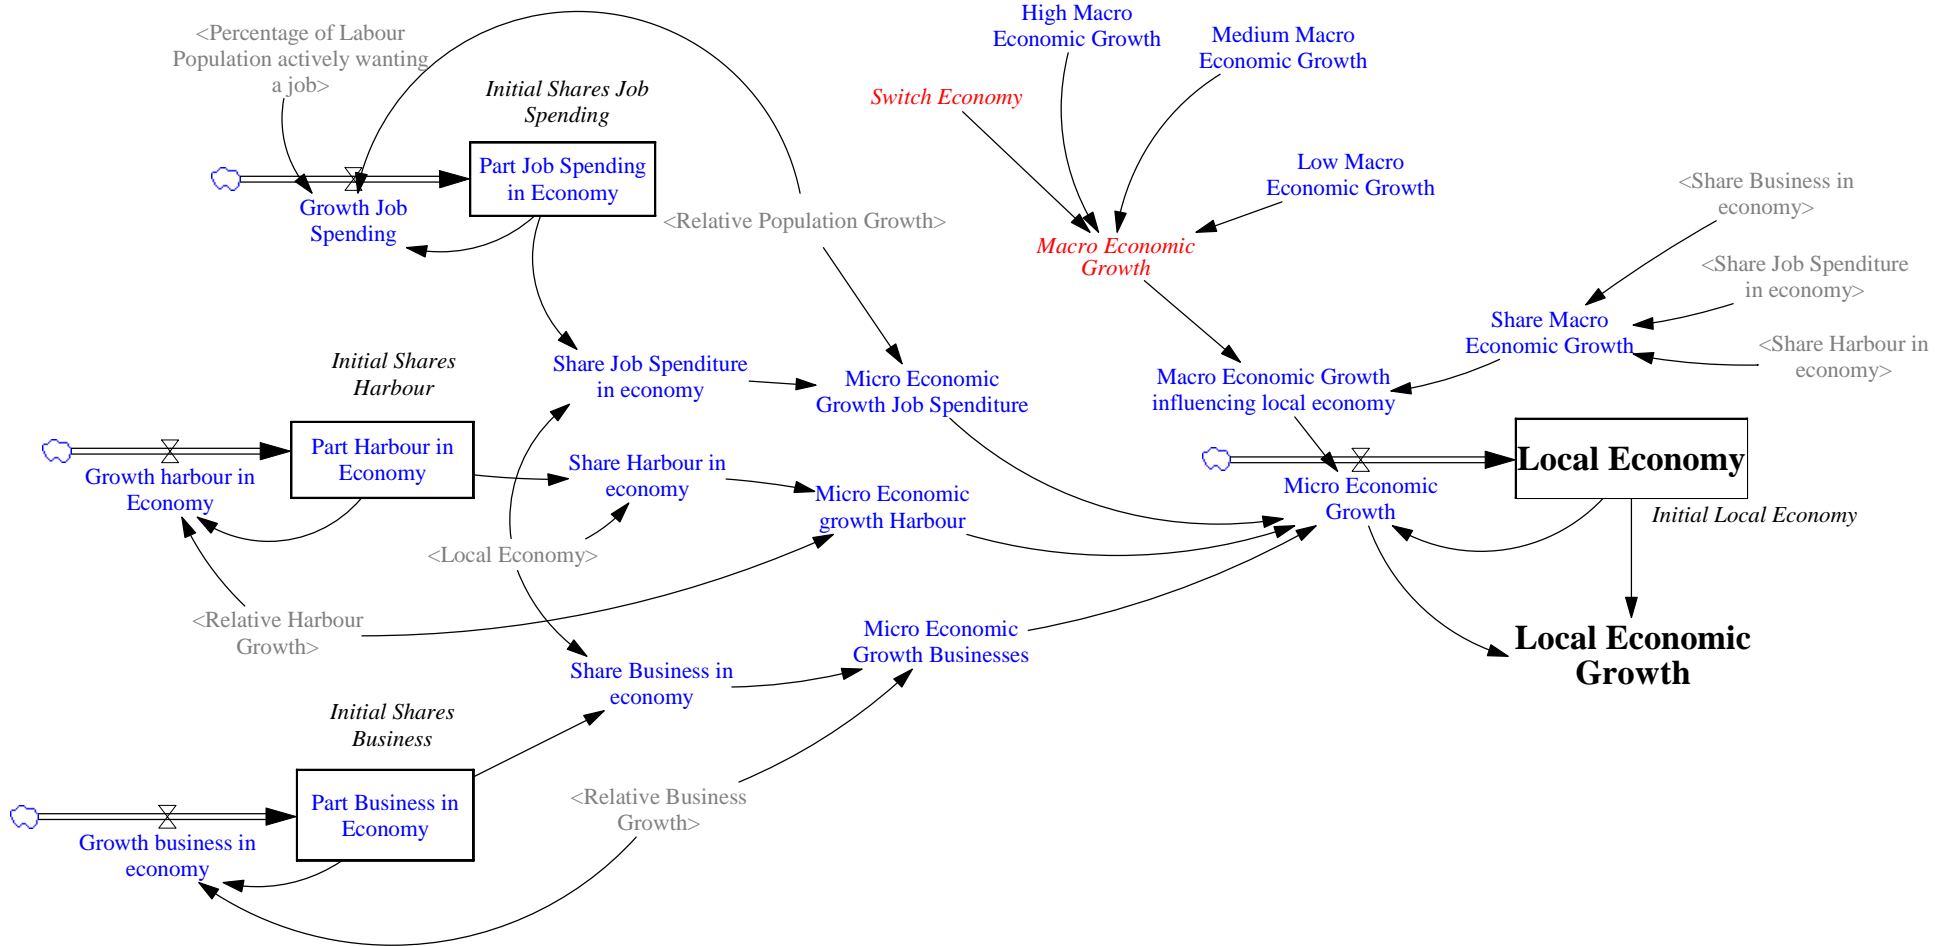 <Percentage of Labour
Population actively wanting
a job>
High Macro
Economic Growth
Medium Macro
Economic Growth
Switch Economy
Initial Shares Job
Spending
Part Job Spending
in Economy
Low Macro
Economic Growth
Growth Job
Spending
<Relative Population Growth>
<Share Business in
economy>
Macro Economic
Growth
<Share Job Spenditure
in economy>
Share Macro
Economic Growth
<Share Harbour in
economy>
Initial Shares
Harbour
Share Job Spenditure
in economy
Micro Economic
Growth Job Spenditure
Macro Economic Growth
influencing local economy
Part Harbour in
Economy
Growth harbour in
Economy
Share Harbour in
economy
Micro Economic
growth Harbour
Micro Economic
Growth
Local Economy
Initial Local Economy
<Local Economy>
<Relative Harbour
Growth>
Micro Economic
Growth Businesses
Local Economic
Growth
Share Business in
economy
Initial Shares
Business
Part Business in
Economy
<Relative Business
Growth>
Growth business in
economy